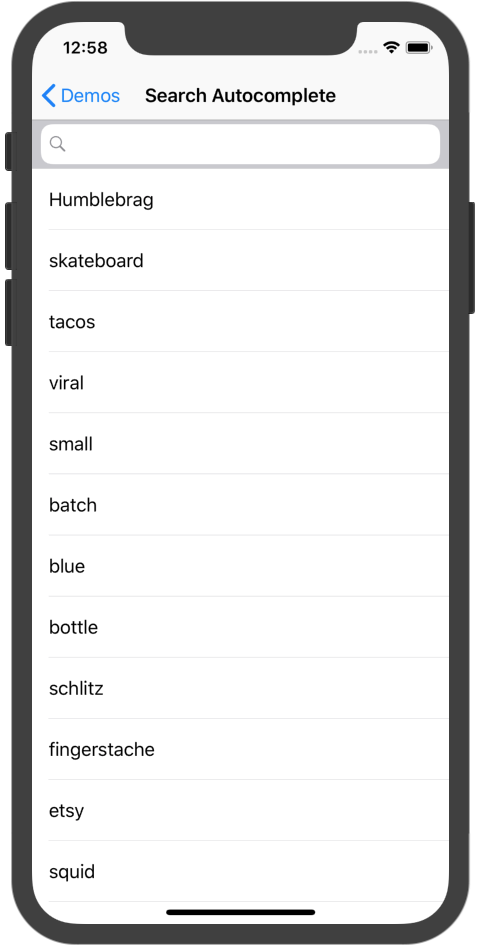 12:58
Demos Search Autocomplete
Humblebrag
skateboard
tacos
viral
small
batch
blue
bottle
schlitz
fingerstache
etsy
squid